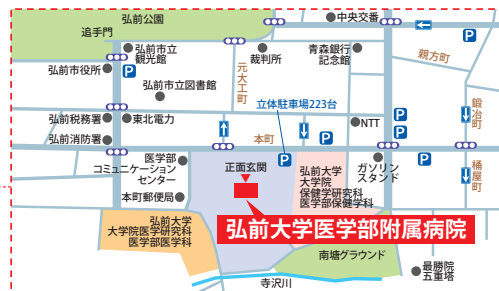 弘前公園
追手門
中央交番
弘前市立
観光館
裁判所
青森銀行
記念館
親方町
弘前市役所
元大工町
弘前市立図書館
鍛冶町
立体駐車場223台
弘前税務署
東北電力
NTT
弘前消防署
本町
医学部
コミュニケーション
センター
正面玄関
弘前大学
大学院
保健学研究科
医学部保健学科
ガソリン
スタンド
桶屋町
本町郵便局
弘前大学
大学院医学研究科
医学部医学科
弘前大学医学部附属病院
南塘グラウンド
最勝院
五重塔
寺沢川
P
P
P
P
P
P
P
P